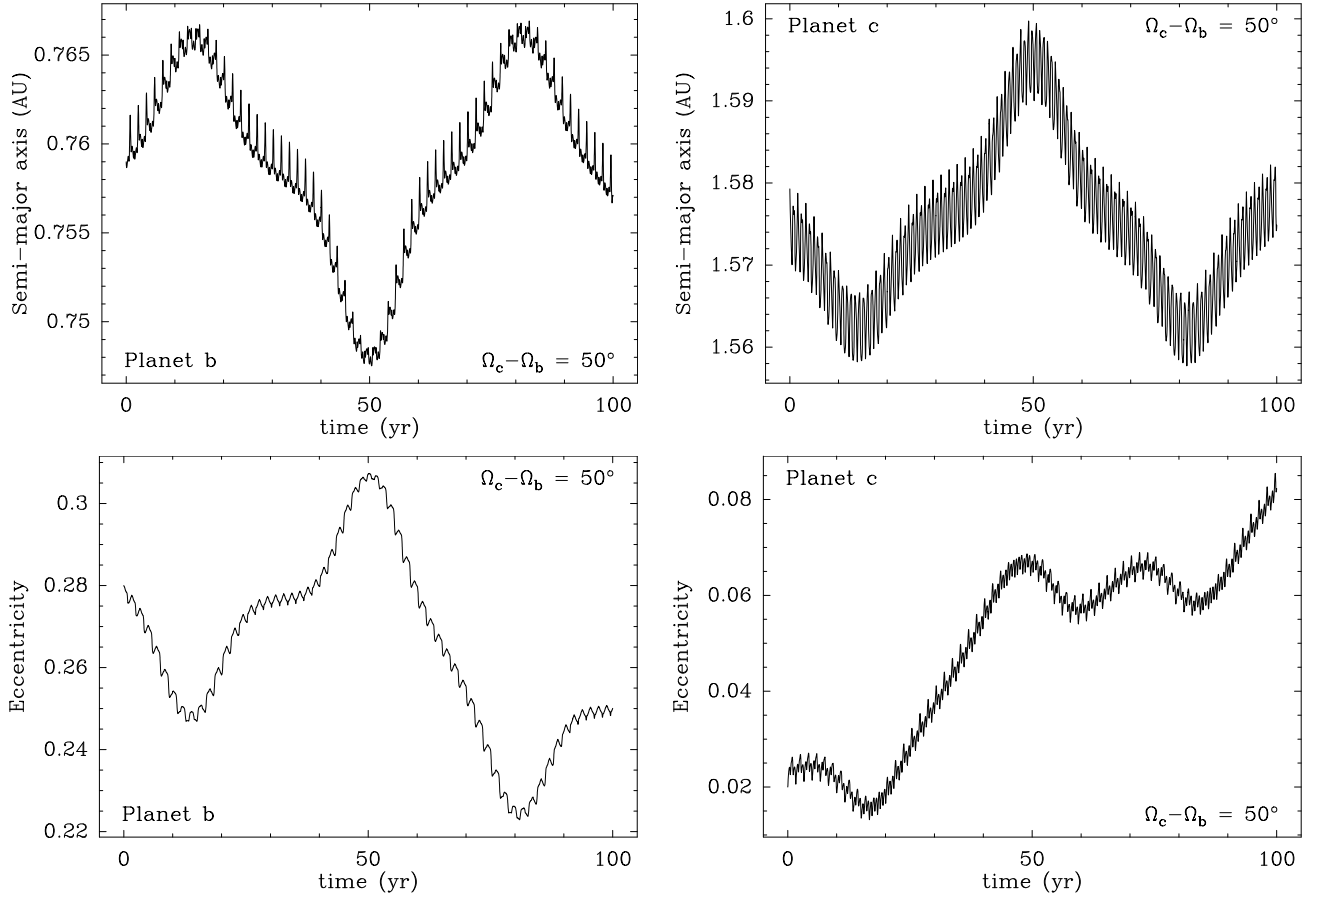 0.765
0.76
0.755
0.75
Semi−major axis (AU)
Planet b
Ωc−Ωb = 50°
0 50 100
time (yr)
Planet c
Ωc−Ωb = 50°
1.6
1.59
1.58
1.57
1.56
Semi−major axis (AU)
0 50 100
time (yr)
Ωc−Ωb = 50°
0.3
0.28
0.26
0.24
0.22
Eccentricity
Planet b
0 50 100
time (yr)
Planet c
0.08
0.06
0.04
0.02
Eccentricity
Ωc−Ωb = 50°
0 50 100
time (yr)